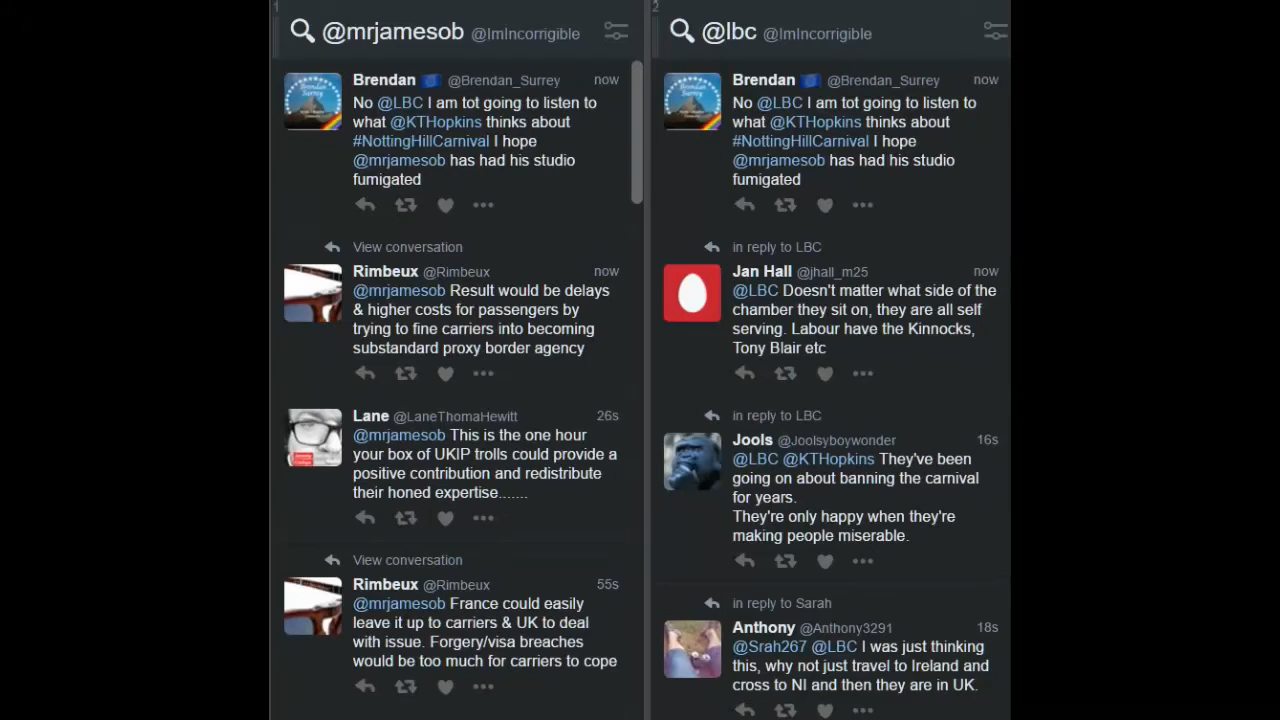 1
@mrjamesob @ImIncorrigible
Brendan @Brendan_Surrey now
No @LBC I am tot going to listen to
what @KTHopkins thinks about
#NottingHillCarnival I hope
@mrjamesob has had his studio
fumigated
View conversation
Rimbeux @Rimbeux now
@mrjamesob Result would be delays
& higher costs for passengers by
trying to fine carriers into becoming
substandard proxy border agency
Lane @LaneThomaHewitt 26s
@mrjamesob This is the one hour
your box of UKIP trolls could provide a
positive contribution and redistribute
their honed expertise.......
View conversation
Rimbeux @Rimbeux 55s
@mrjamesob France could easily
leave it up to carriers & UK to deal
with issue. Forgery/visa breaches
would be too much for carriers to cope
2
@lbc @ImIncorrigible
Brendan @Brendan_Surrey now
No @LBC I am tot going to listen to
what @KTHopkins thinks about
#NottingHillCarnival I hope
@mrjamesob has had his studio
fumigated
in reply to LBC
Jan Hall @jhall_m25 now
@LBC Doesn't matter what side of the
chamber they sit on, they are all self
serving. Labour have the Kinnocks,
Tony Blair etc
in reply to LBC
Jools @Joolsyboywonder 16s
@LBC @KTHopkins They've been
going on about banning the carnival
for years.
They're only happy when they're
making people miserable.
in reply to Sarah
Anthony @Anthony3291 18s
@Srah267 @LBC I was just thinking
this, why not just travel to Ireland and
cross to NI and then they are in UK.